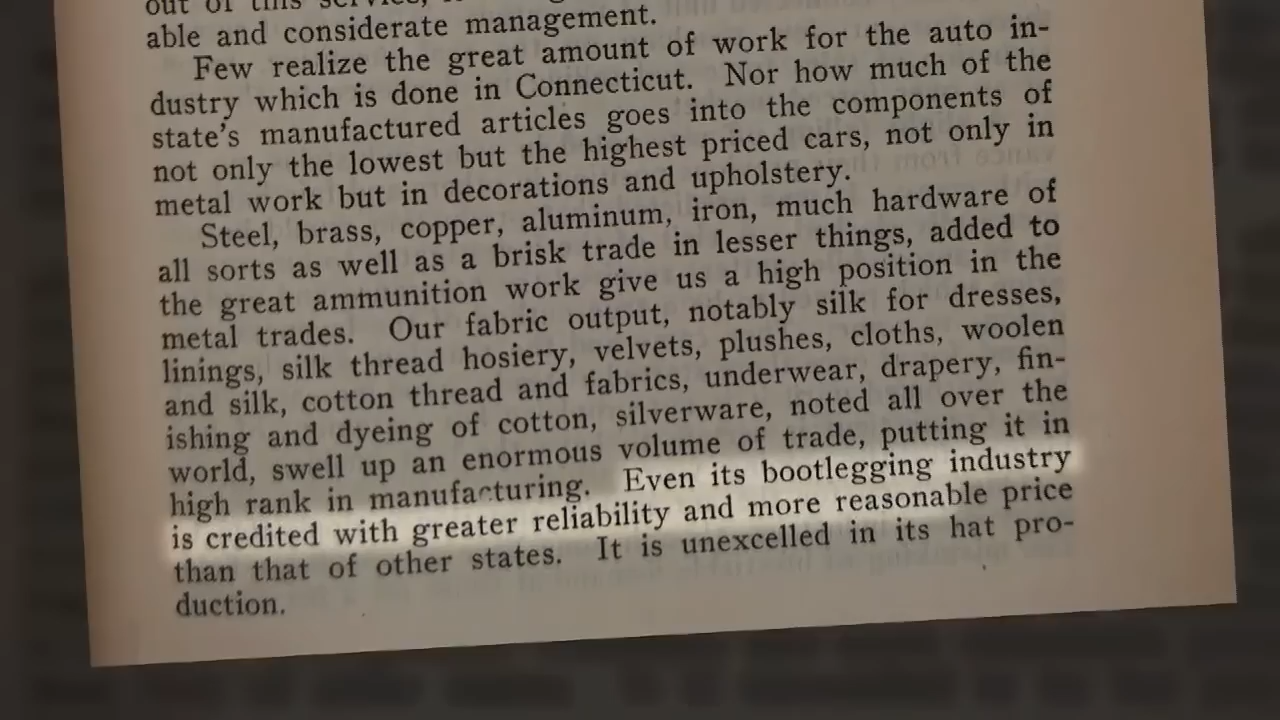 out of this service,
able and considerate management.
Few realize the great amount of work for the auto in-
dustry which is done in Connecticut. Nor how much of the
state's manufactured articles goes into the components of
not only the lowest but the highest priced cars, not only in
metal work but in decorations and upholstery.
Steel, brass, copper, aluminum, iron, much hardware of
all sorts as well as a brisk trade in lesser things, added to
the great ammunition work give us a high position in the
metal trades. Our fabric output, notably silk for dresses,
linings, silk thread hosiery, velvets, plushes, cloths, woolen
and silk, cotton thread and fabrics, underwear, drapery, fin-
ishing and dyeing of cotton, silverware, noted all over the
world, swell up an enormous volume of trade, putting it in
high rank in manufacturing. Even its bootlegging industry
is credited with greater reliability and more reasonable price
than that of other states. It is unexcelled in its hat pro-
duction.